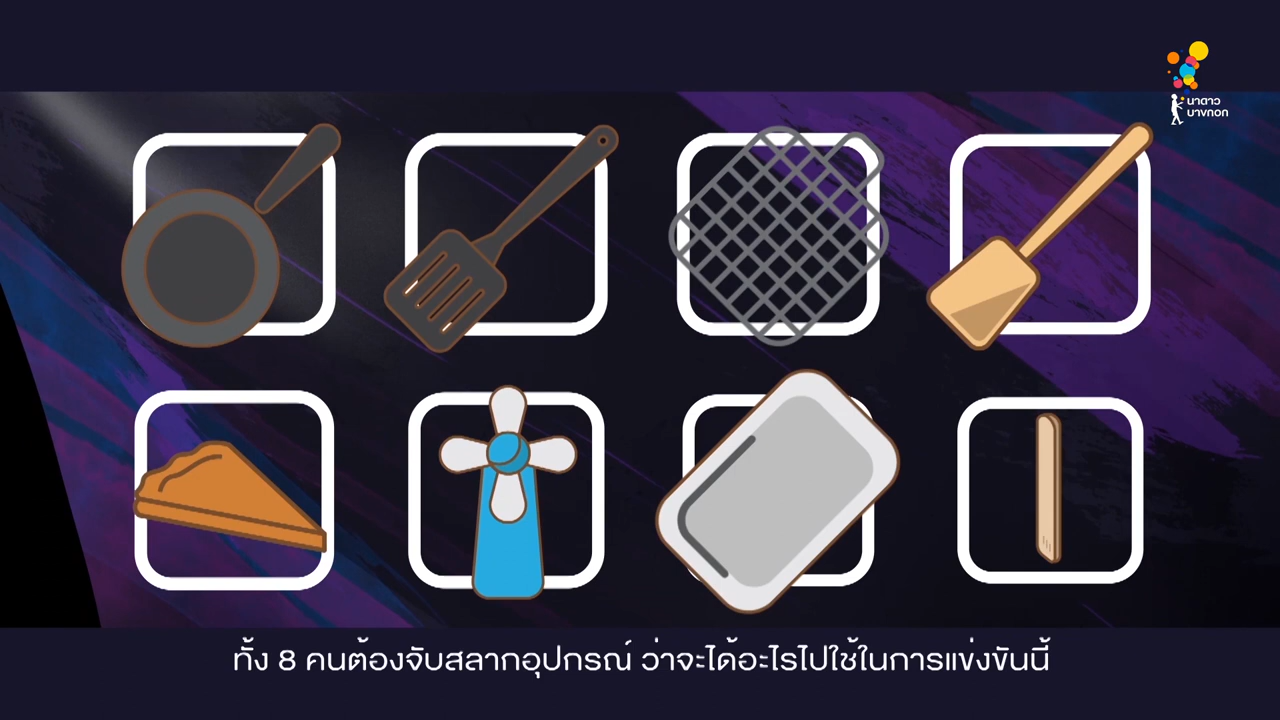 นาดาว
บางกอก
ทั้ง 8 คนต้องจับสลากอุปกรณ์ ว่าจะได้อะไรไปใช้ในการแข่งขันนี้